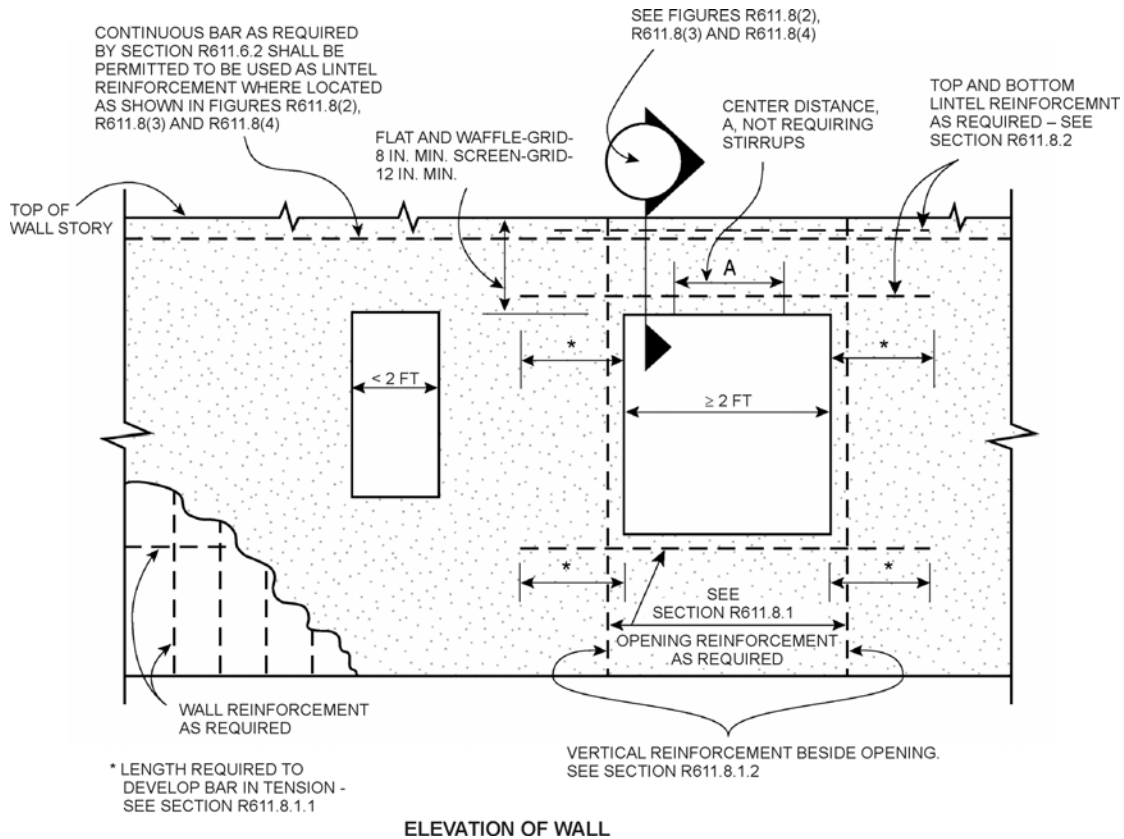 CONTINUOUS BAR AS REQUIRED
BY SECTION R611.6.2 SHALL BE
PERMITTED TO BE USED AS LINTEL
REINFORCEMENT WHERE LOCATED
AS SHOWN IN FIGURES R611.8(2),
R611.8(3) AND R611.8(4)
SEE FIGURES R611.8(2),
R611.8(3) AND R611.8(4)
FLAT AND WAFFLE-GRID-
8 IN. MIN. SCREEN-GRID-
12 IN. MIN.
CENTER DISTANCE,
A, NOT REQUIRING
STIRRUPS
TOP AND BOTTOM
LINTEL REINFORCEMNT
AS REQUIRED – SEE
SECTION R611.8.2
TOP OF
WALL STORY
A
*
*
< 2 FT
≥ 2 FT
*
*
SEE
SECTION R611.8.1
OPENING REINFORCEMENT
AS REQUIRED
WALL REINFORCEMENT
AS REQUIRED
VERTICAL REINFORCEMENT BESIDE OPENING.
SEE SECTION R611.8.1.2
* LENGTH REQUIRED TO
DEVELOP BAR IN TENSION -
SEE SECTION R611.8.1.1
ELEVATION OF WALL